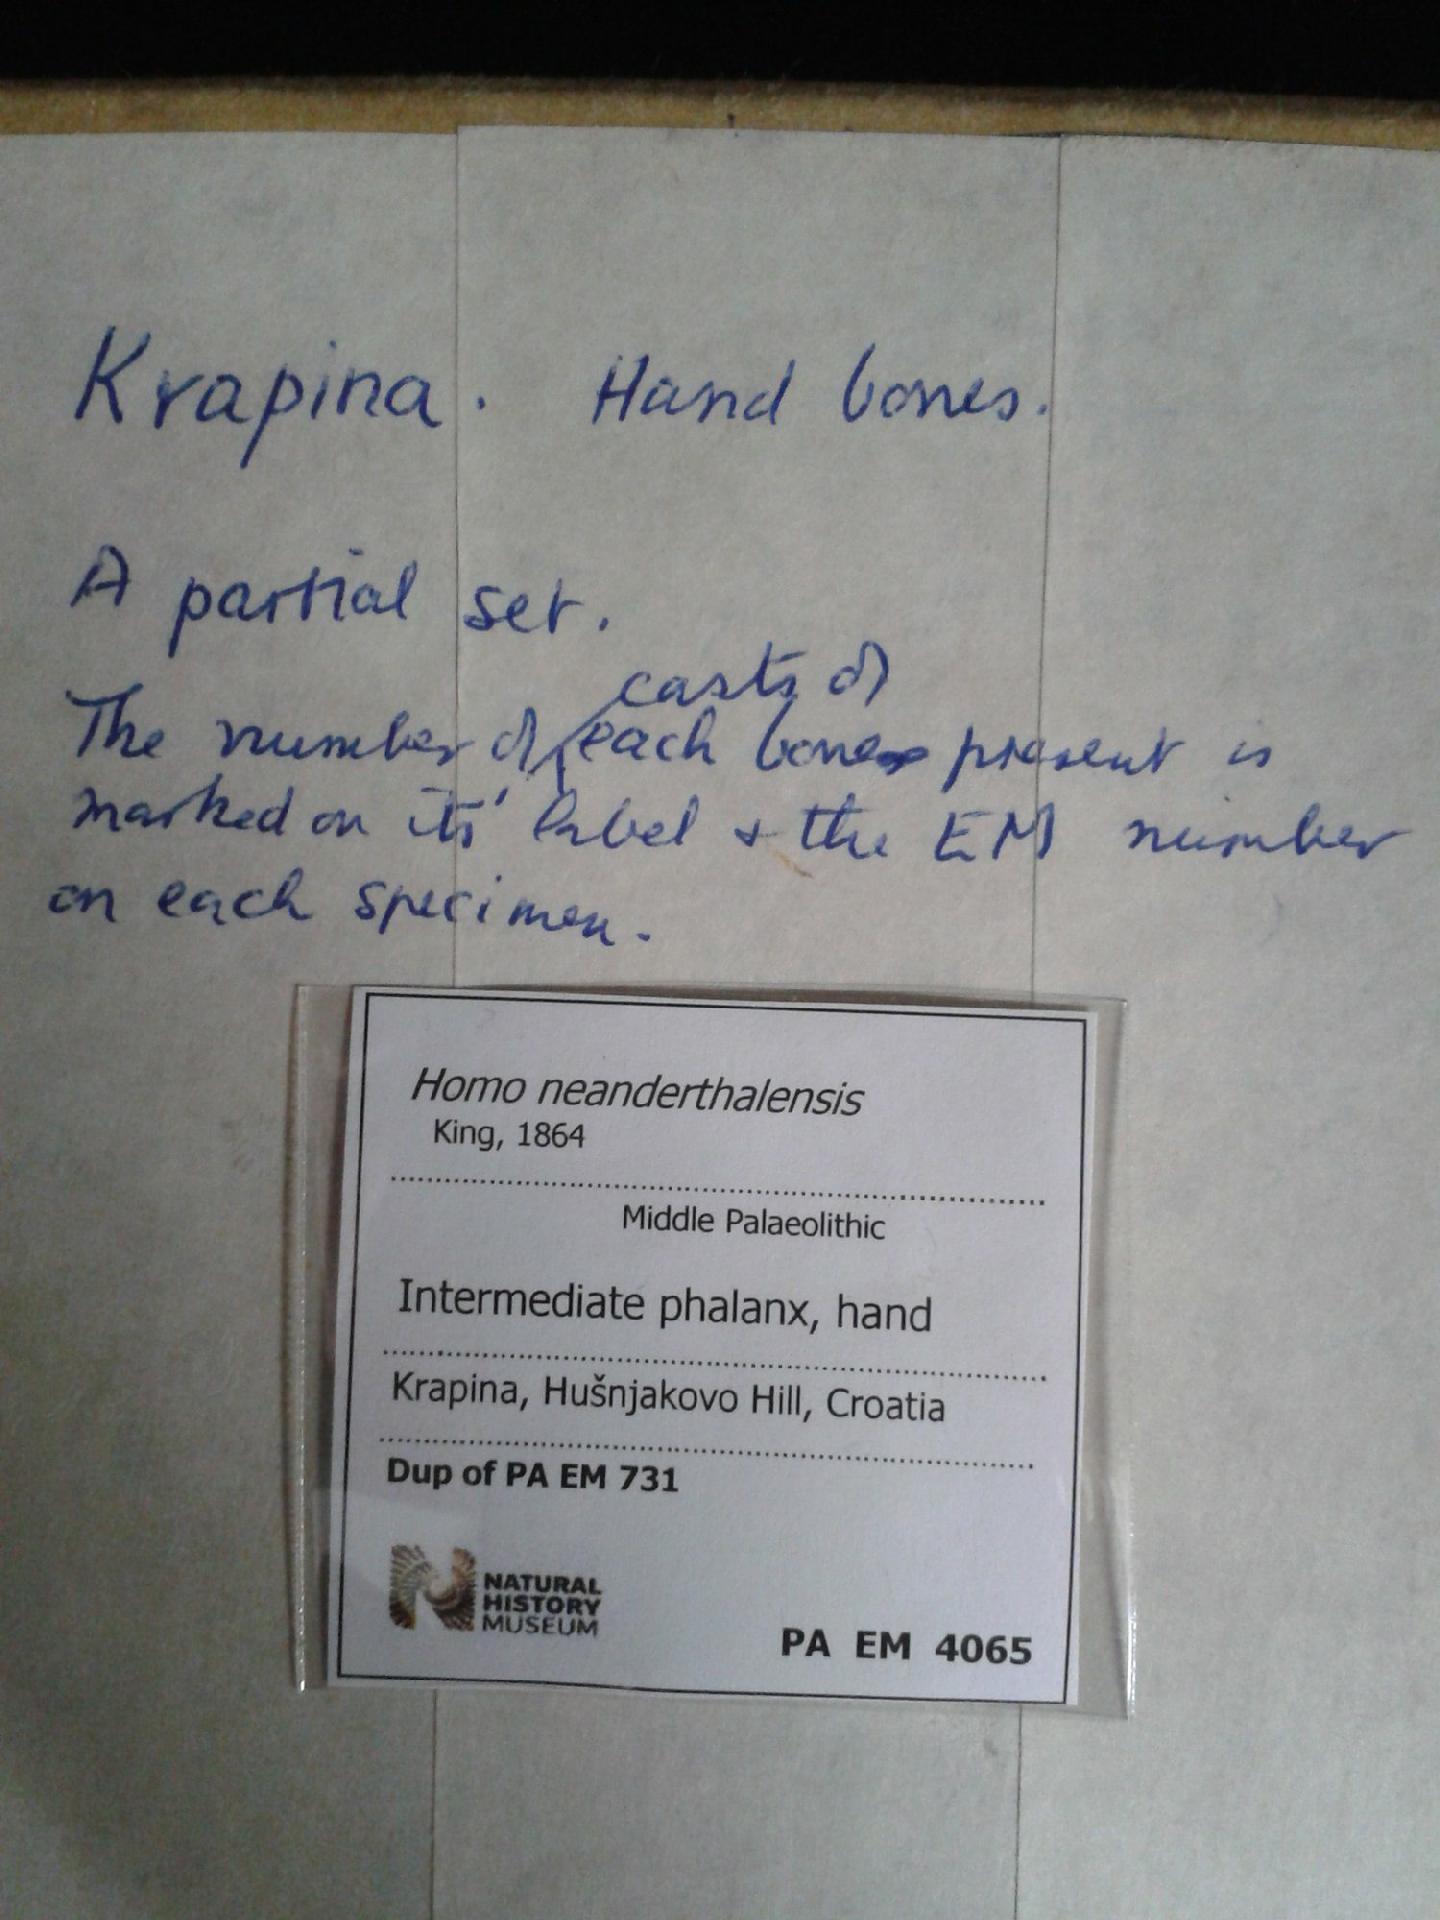 Krapina. Hand bones.
A partial set.
casts of
The number of each bone present is
marked on its' label & the EM number
on each specimen.
Homo neanderthalensis
King, 1864
Middle Palaeolithic
Intermediate phalanx, hand
Krapina, Hušnjakovo Hill, Croatia
Dup of PA EM 731
NATURAL
HISTORY
MUSEUM
PA EM 4065